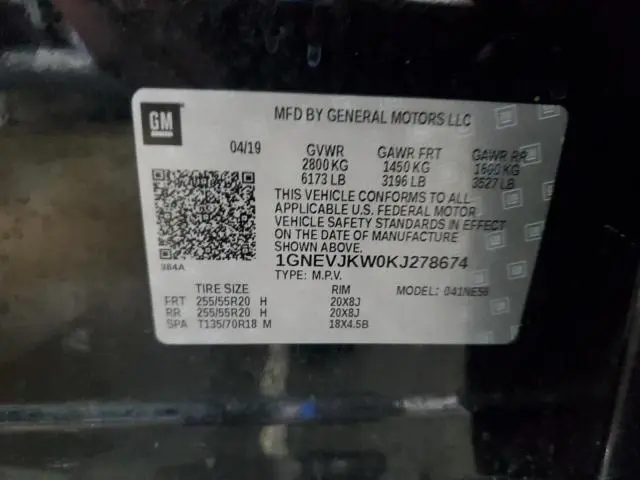 GM
MFD BY GENERAL MOTORS LLC
04/19 GVWR GAWR FRT GAWR RR
2800 KG 1450 KG 1600 KG
6173 LB 3196 LB 3527 LB
THIS VEHICLE CONFORMS TO ALL
APPLICABLE U.S. FEDERAL MOTOR
VEHICLE SAFETY STANDARDS IN EFFECT
ON THE DATE OF MANUFACTURE
SHOWN ABOVE.
384A 1GNEVJKW0KJ278674
TYPE: M.P.V. MODEL: 041NE56
TIRE SIZE RIM
FRT 255/55R20 H 20X8J
RR 255/55R20 H 20X8J
SPA T135/70R18 M 18X4.5B